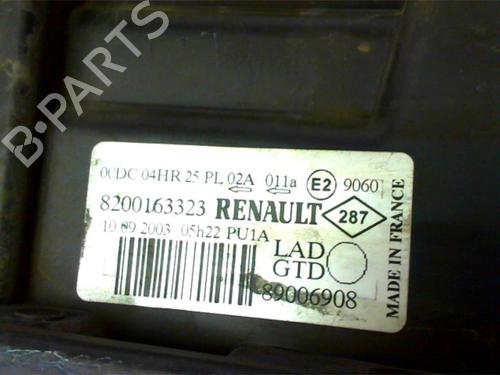 B-PARTS
00DC 04HR 25 PL 02A 011a E2 9060
8200163323 RENAULT 287
10.09.2003 05h22 PU1A
LAD
GTD
89006908
MADE IN FRANCE